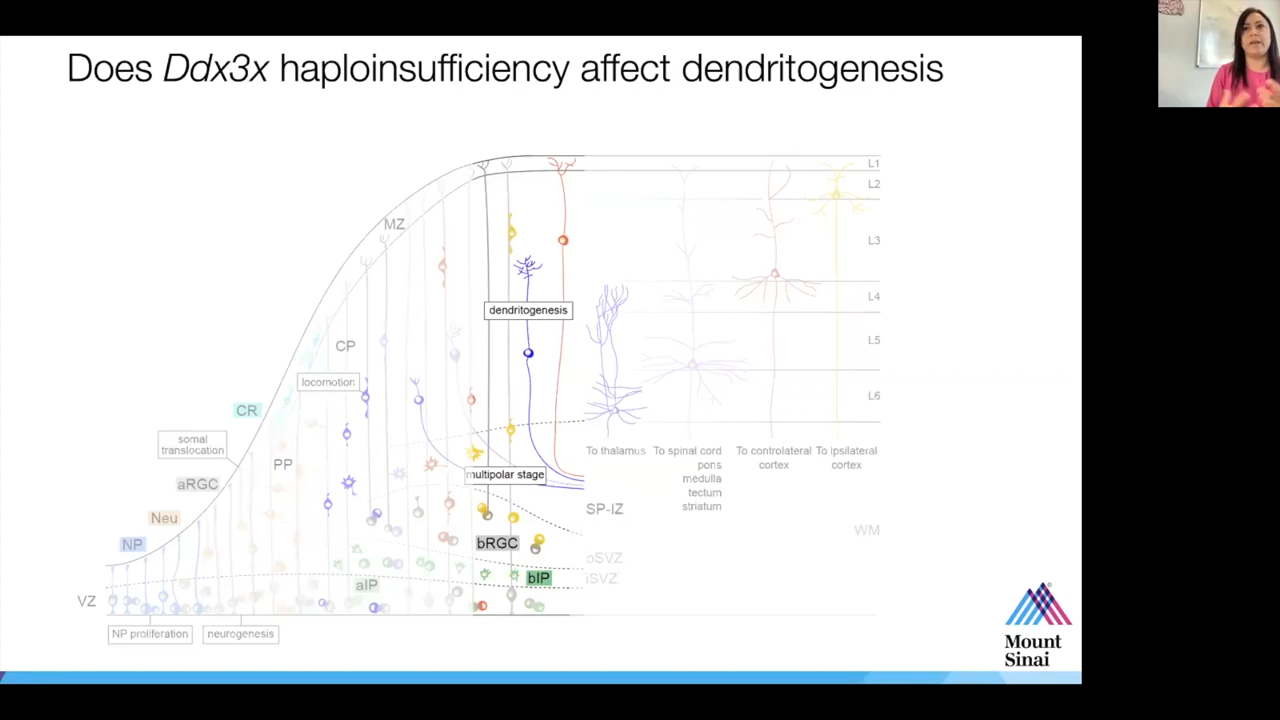 Does Ddx3x haploinsufficiency affect dendritogenesis
L1
L2
MZ
L3
L4
dendritogenesis
CP
L5
locomotion
L6
CR
somal
translocation
To thalamus
To spinal cord
pons
medulla
tectum
striatum
To controlateral
cortex
To ipsilateral
cortex
PP
multipolar stage
aRGC
SP-IZ
Neu
WM
NP
bRGC
oSVZ
iSVZ
bIP
aIP
VZ
NP proliferation
neurogenesis
Mount
Sinai